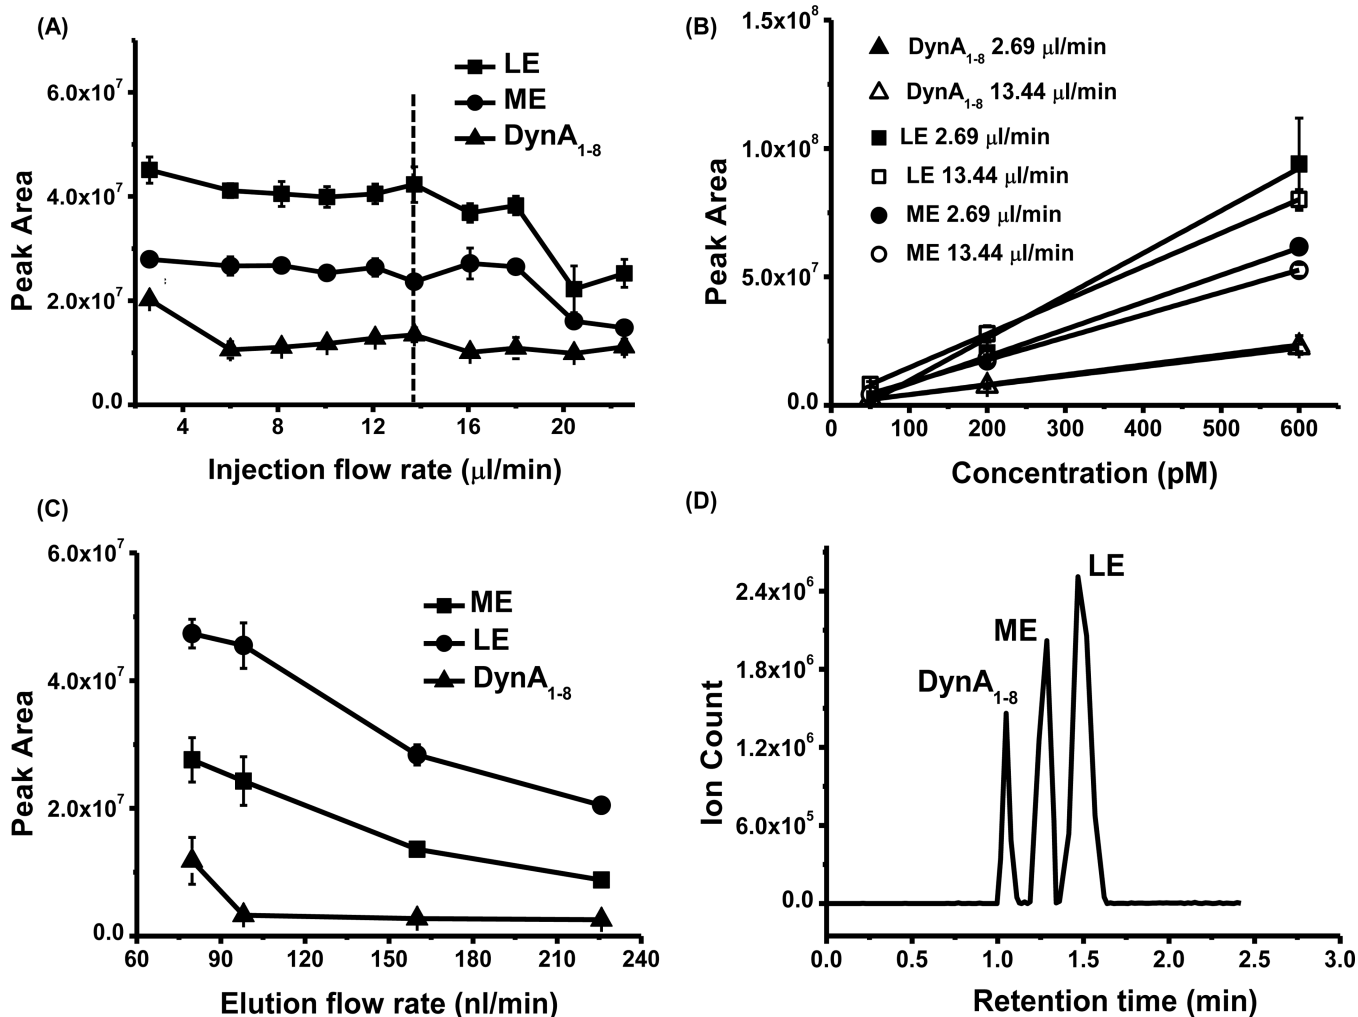 (A)
6.0x10⁷
4.0x10⁷
2.0x10⁷
0.0
Peak Area
LE
ME
DynA₁₋₈
4 8 12 16 20
Injection flow rate (μl/min)
(B)
1.5x10⁸
1.0x10⁸
5.0x10⁷
0.0
Peak Area
DynA₁₋₈ 2.69 μl/min
DynA₁₋₈ 13.44 μl/min
LE 2.69 μl/min
LE 13.44 μl/min
ME 2.69 μl/min
ME 13.44 μl/min
0 100 200 300 400 500 600
Concentration (pM)
(C)
6.0x10⁷
4.0x10⁷
2.0x10⁷
0.0
Peak Area
ME
LE
DynA₁₋₈
60 90 120 150 180 210 240
Elution flow rate (nl/min)
(D)
2.4x10⁶
1.8x10⁶
1.2x10⁶
6.0x10⁵
0.0
Ion Count
LE
ME
DynA₁₋₈
0.0 0.5 1.0 1.5 2.0 2.5 3.0
Retention time (min)